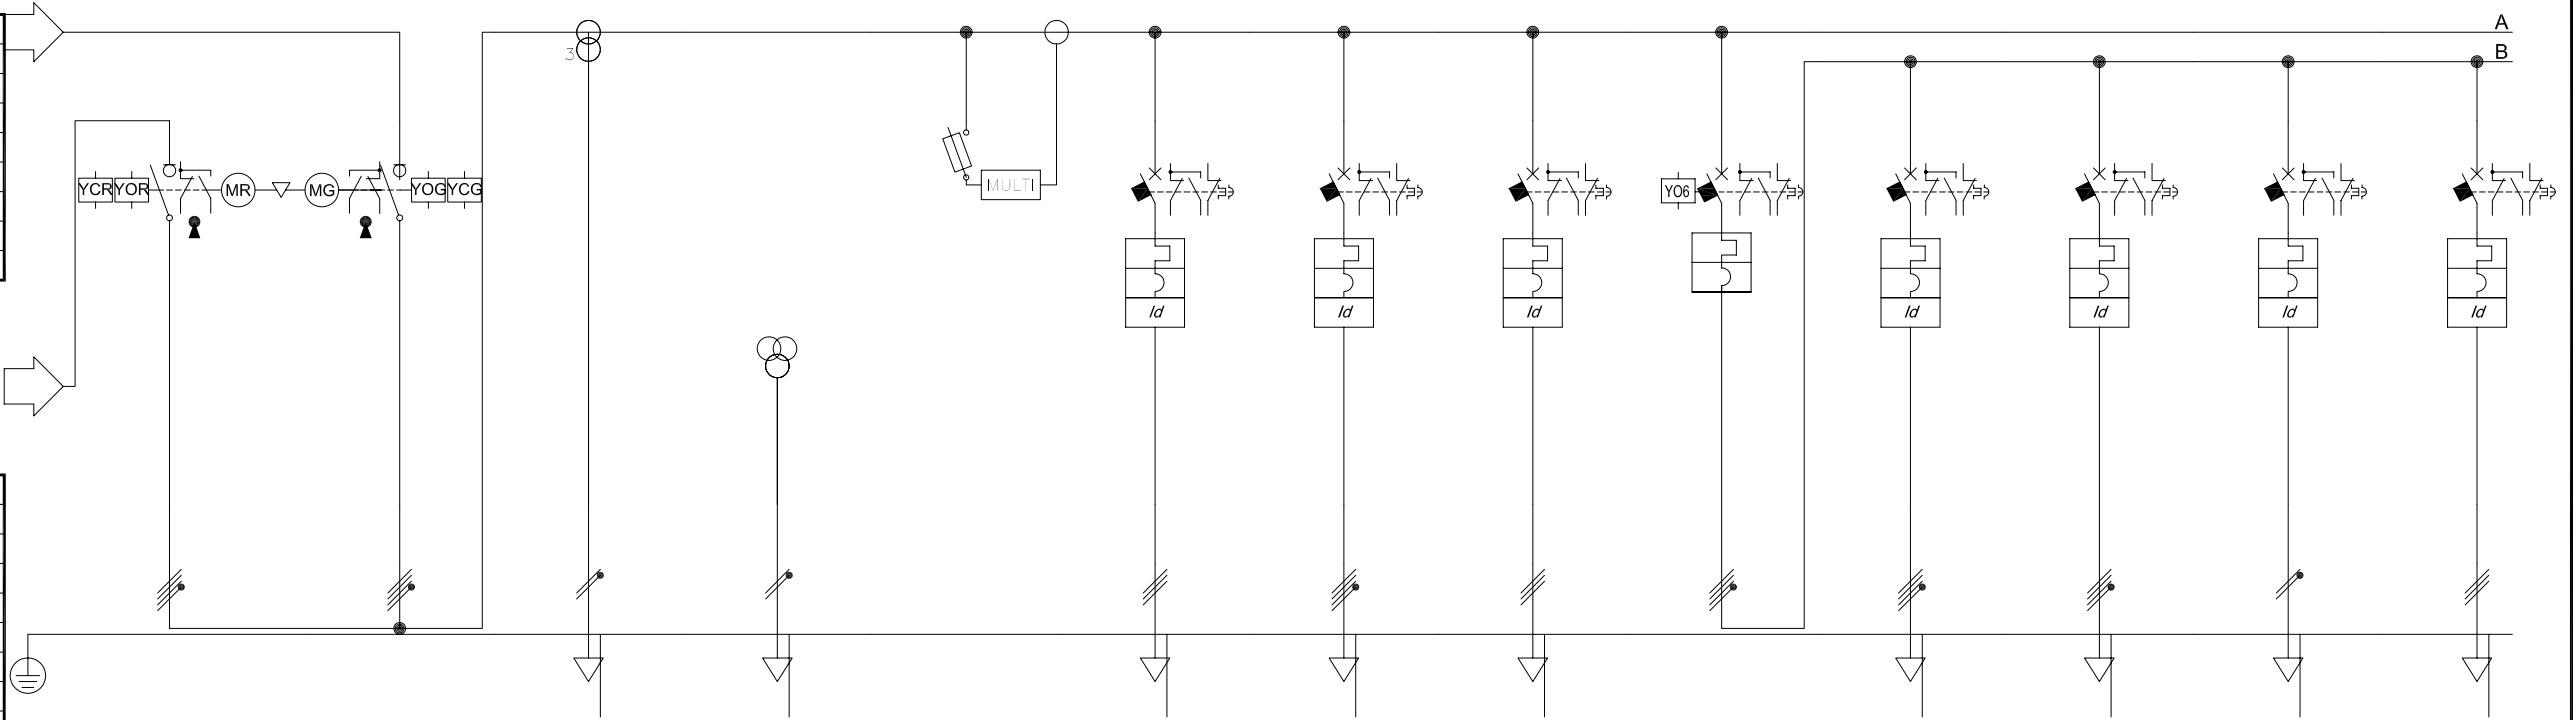 A
B
3
YCR YOR MR MG YOG YCG
MULTI
YO6
Id Id Id Id Id Id Id